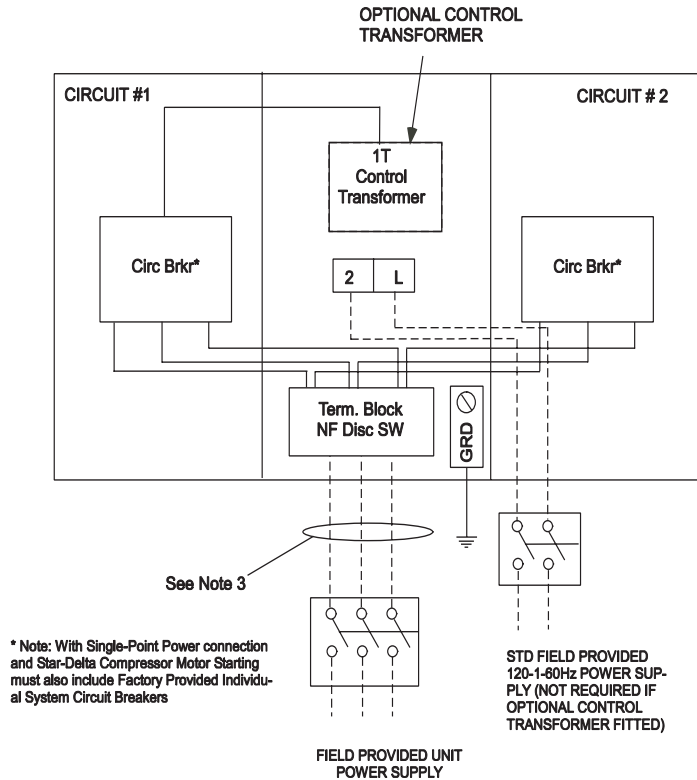 OPTIONAL CONTROL
TRANSFORMER
CIRCUIT #1
CIRCUIT # 2
1T
Control
Transformer
Circ Brkr*
Circ Brkr*
2 L
Term. Block
NF Disc SW
GRD
See Note 3
* Note: With Single-Point Power connection
and Star-Delta Compressor Motor Starting
must also include Factory Provided Individu-
al System Circuit Breakers
STD FIELD PROVIDED
120-1-60Hz POWER SUP-
PLY (NOT REQUIRED IF
OPTIONAL CONTROL
TRANSFORMER FITTED)
FIELD PROVIDED UNIT
POWER SUPPLY